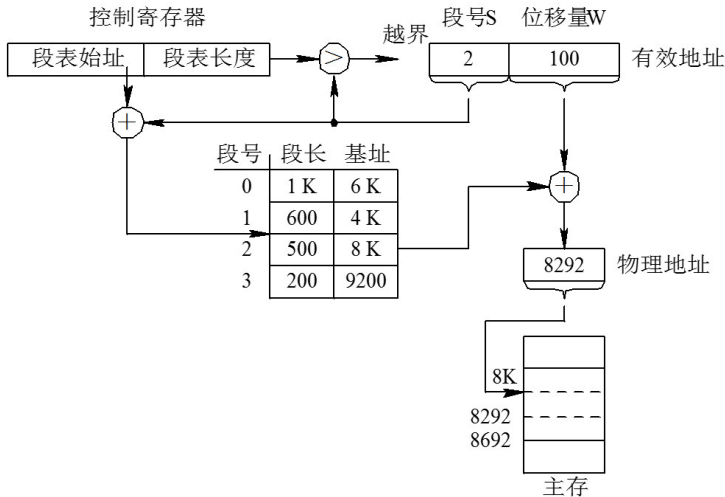 控制寄存器
段表始址 段表长度
>
越界
段号S 位移量W
2 100
有效地址
+
段号 段长 基址
0 1 K 6 K
1 600 4 K
2 500 8 K
3 200 9200
+
8292
物理地址
8K
8292
8692
主存